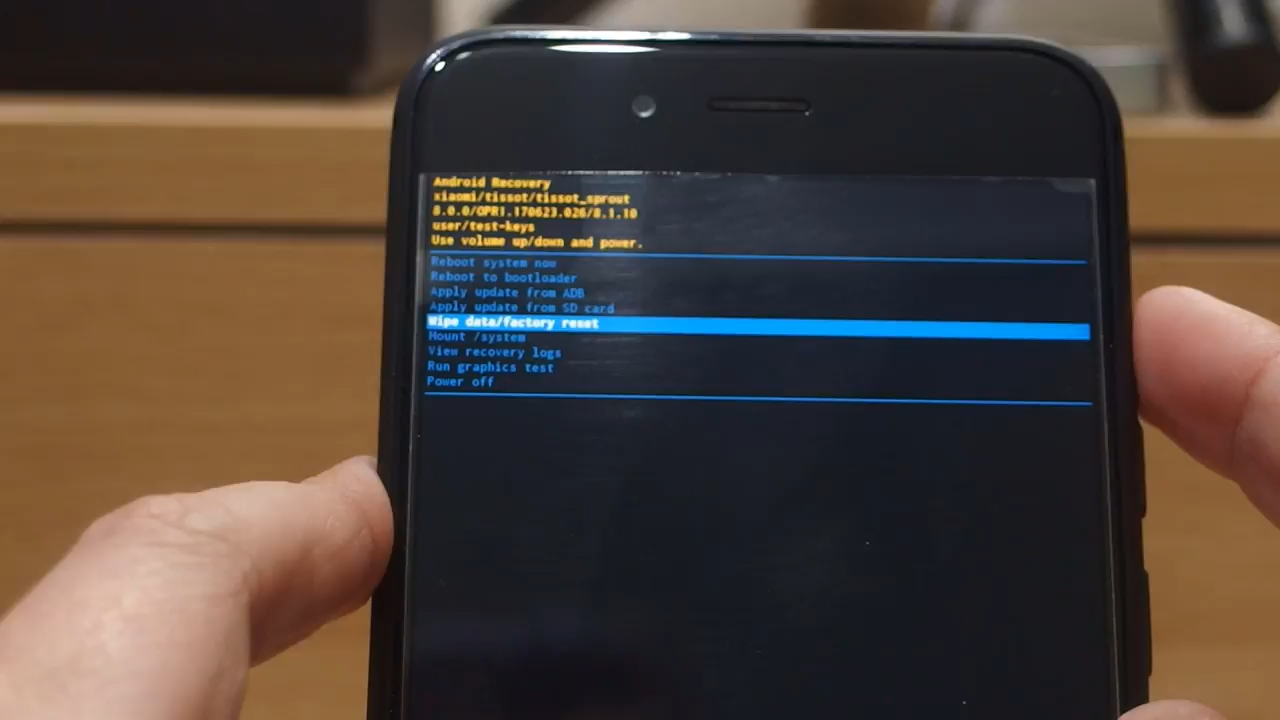 Android Recovery
xiaomi/tissot/tissot_sprout
8.0.0/OPR1.170623.026/8.1.10
user/test-keys
Use volume up/down and power.
Reboot system now
Reboot to bootloader
Apply update from ADB
Apply update from SD card
Wipe data/factory reset
Mount /system
View recovery logs
Run graphics test
Power off